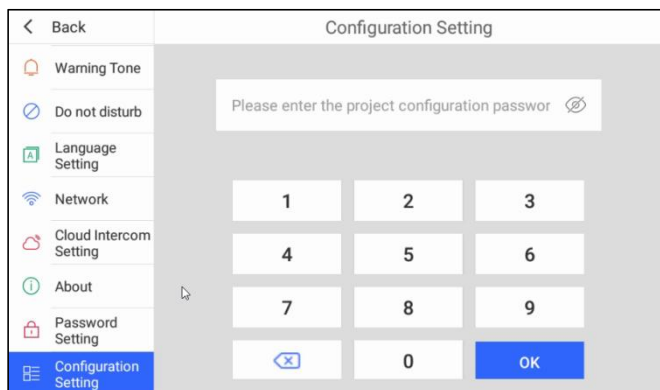 Back
Configuration Setting
Warning Tone
Do not disturb
Language
Setting
Network
Cloud Intercom
Setting
About
Password
Setting
Configuration
Setting
Please enter the project configuration passwor
1 2 3
4 5 6
7 8 9
0 OK